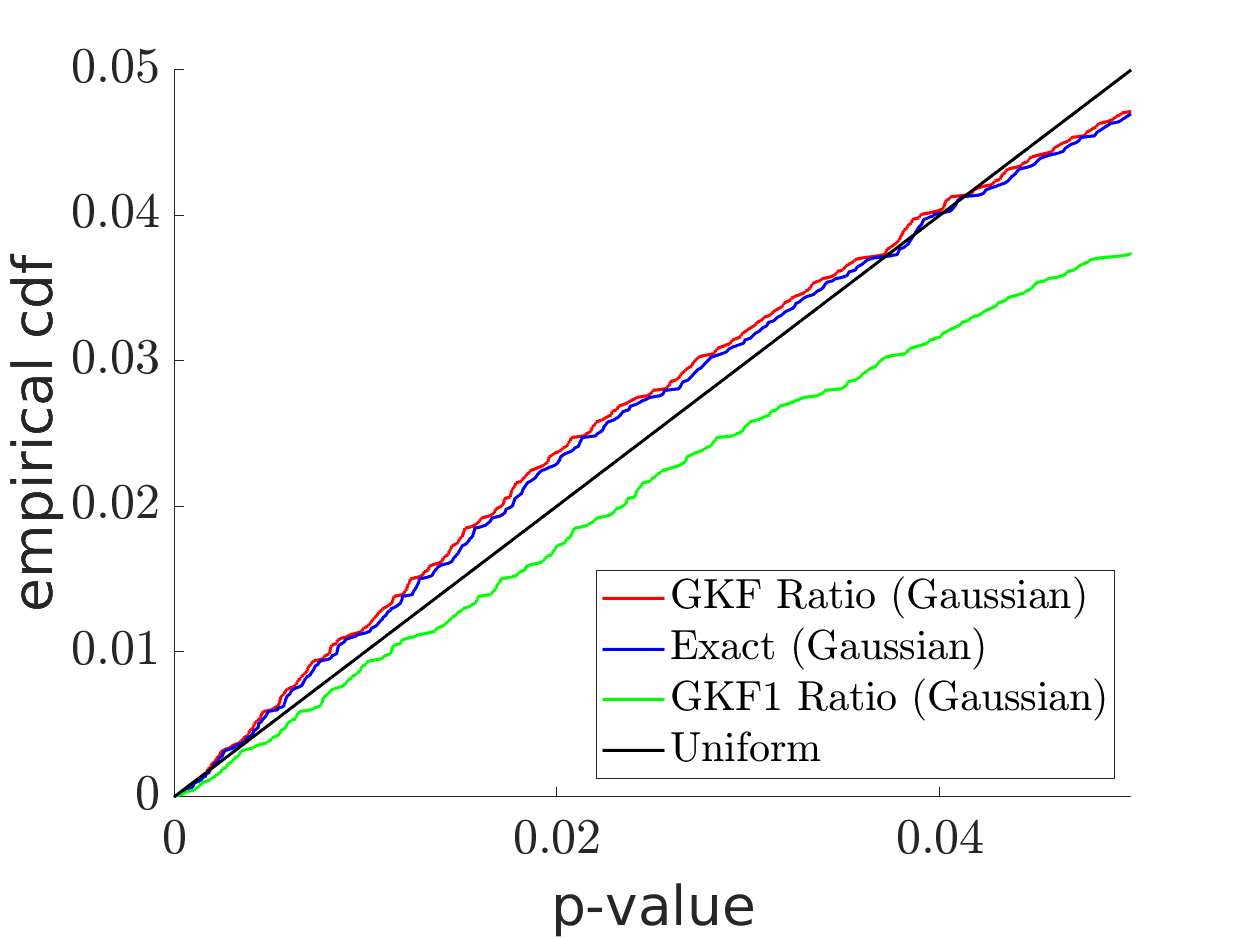 0.05
0.04
0.03
0.02
0.01
0
empirical cdf
GKF Ratio (Gaussian)
Exact (Gaussian)
GKF1 Ratio (Gaussian)
Uniform
0
0.02
0.04
p-value